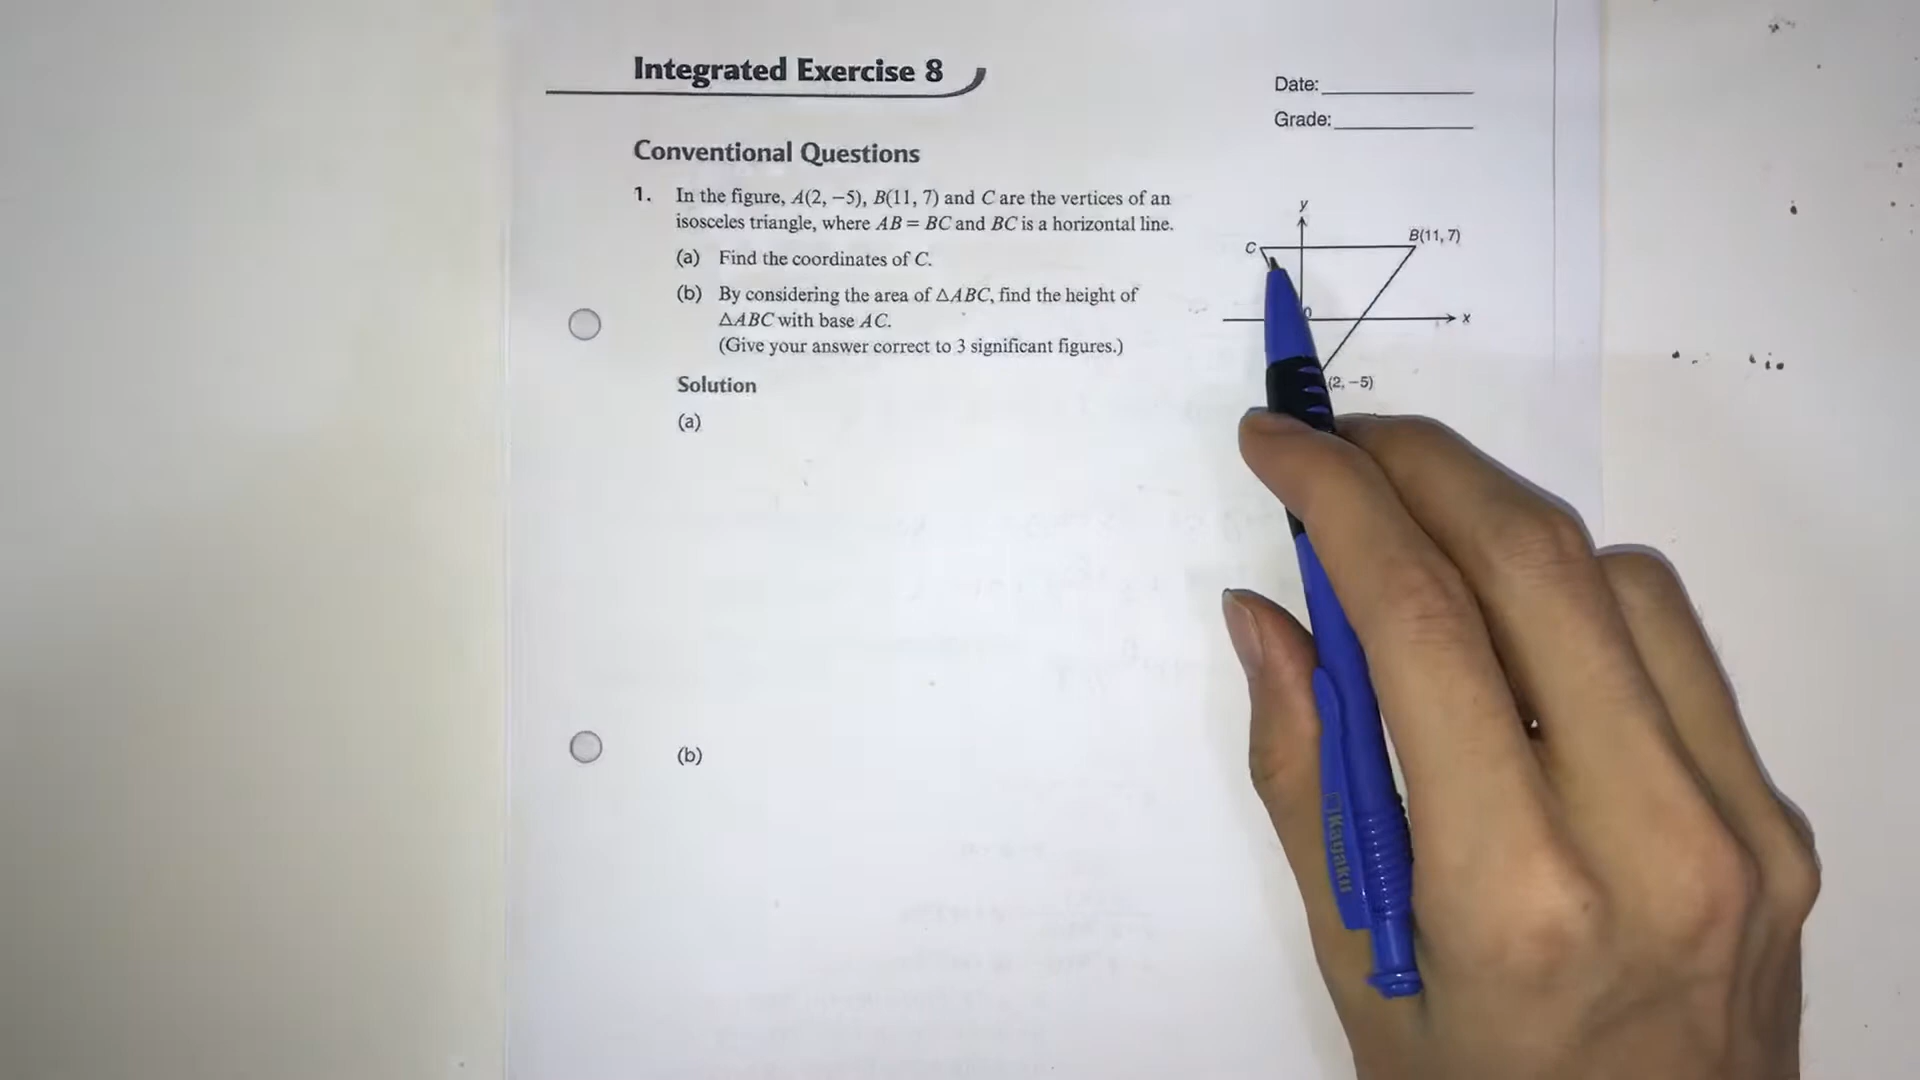 Integrated Exercise 8
Date:
Grade:
Conventional Questions
1. In the figure, A(2, −5), B(11, 7) and C are the vertices of an
isosceles triangle, where AB = BC and BC is a horizontal line.
(a) Find the coordinates of C.
(b) By considering the area of △ABC, find the height of
△ABC with base AC.
(Give your answer correct to 3 significant figures.)
y
C
B(11, 7)
0
x
(2, −5)
Solution
(a)
(b)
Kagaku